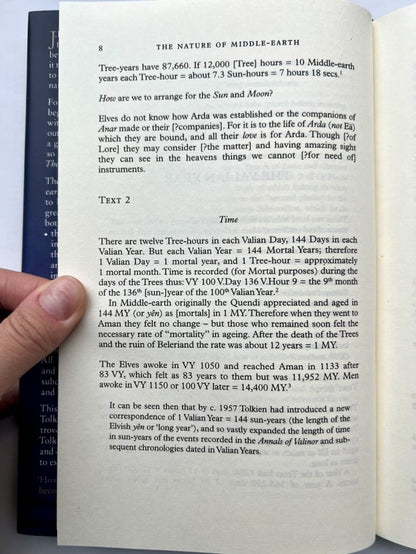 8 THE NATURE OF MIDDLE-EARTH
Tree-years have 87,660. If 12,000 [Tree] hours = 10 Middle-earth
years each Tree-hour = about 7.3 Sun-hours = 7 hours 18 secs.¹
How are we to arrange for the Sun and Moon?
Elves do not know how Arda was established or the companions of
Anar made or their [?companies]. For it is to the life of Arda (not Eä)
which they are bound, and all their love is for Arda. Though [?of
Lore] they may consider [?the matter] and having amazing sight
they can see in the heavens things we cannot [?for need of]
instruments.
TEXT 2
Time
There are twelve Tree-hours in each Valian Day, 144 Days in each
Valian Year. But each Valian Year = 144 Mortal Years; therefore
1 Valian Day = 1 mortal year, and 1 Tree-hour = approximately
1 mortal month. Time is recorded (for Mortal purposes) during the
days of the Trees thus: VY 100 V.Day 136 V.Hour 9 = the 9th month
of the 136th [sun-]year of the 100th Valian Year.²
In Middle-earth originally the Quendi appreciated and aged in
144 MY (or yên) as [mortals] in 1 MY. Therefore when they went to
Aman they felt no change – but those who remained soon felt the
necessary rate of “mortality” in ageing. After the death of the Trees
and the ruin of Beleriand the rate was about 12 years = 1 MY.
The Elves awoke in VY 1050 and reached Aman in 1133 after
83 VY, which felt as 83 years to them but was 11,952 MY. Men
awoke in VY 1150 or 100 VY later = 14,400 MY.³
It can be seen then that by c. 1957 Tolkien had introduced a new
correspondence of 1 Valian Year = 144 sun-years (the length of the
Elvish yên or ‘long year’), and so vastly expanded the length of time
in sun-years of the events recorded in the Annals of Valinor and sub-
sequent chronologies dated in Valian Years.